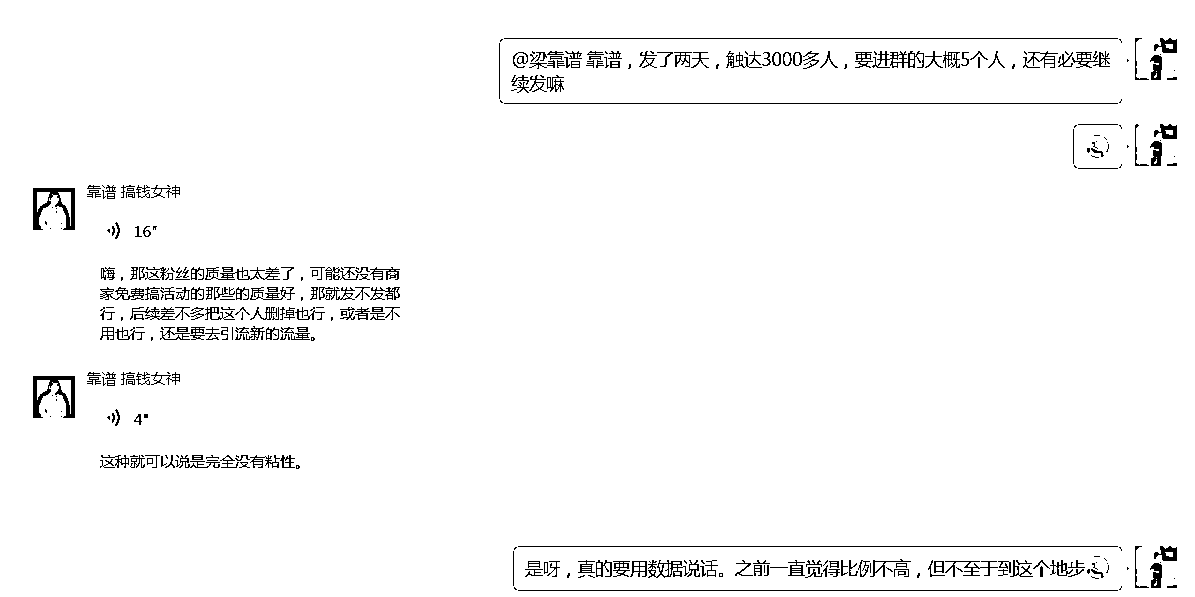 @梁靠谱 靠谱，发了两天，触达3000多人，要进群的大概5个人，还有必要继
续发嘛
靠谱 搞钱女神
16"
嗨，那这粉丝的质量也太差了，可能还没有商
家免费搞活动的那些的质量好，那就发不发都
行，后续差不多把这个人删掉也行，或者是不
用也行，还是要去引流新的流量。
靠谱 搞钱女神
4"
这种就可以说是完全没有粘性。
是呀，真的要用数据说话。之前一直觉得比例不高，但不至于到这个地步